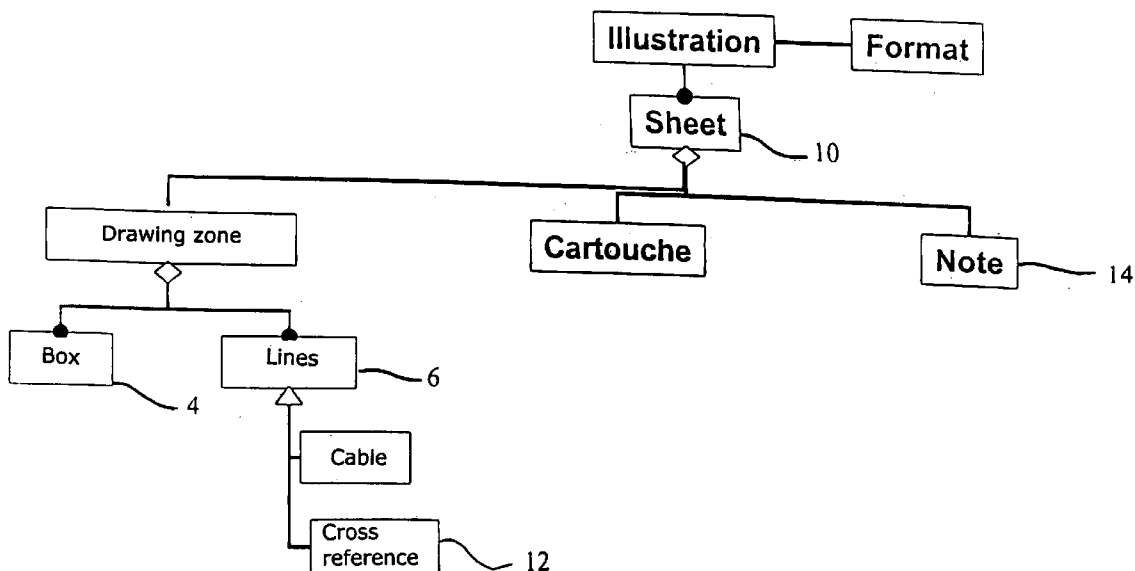 Illustration
Format
Sheet
10
Drawing zone
Cartouche
Note
14
Box
Lines
6
4
Cable
Cross
reference
12